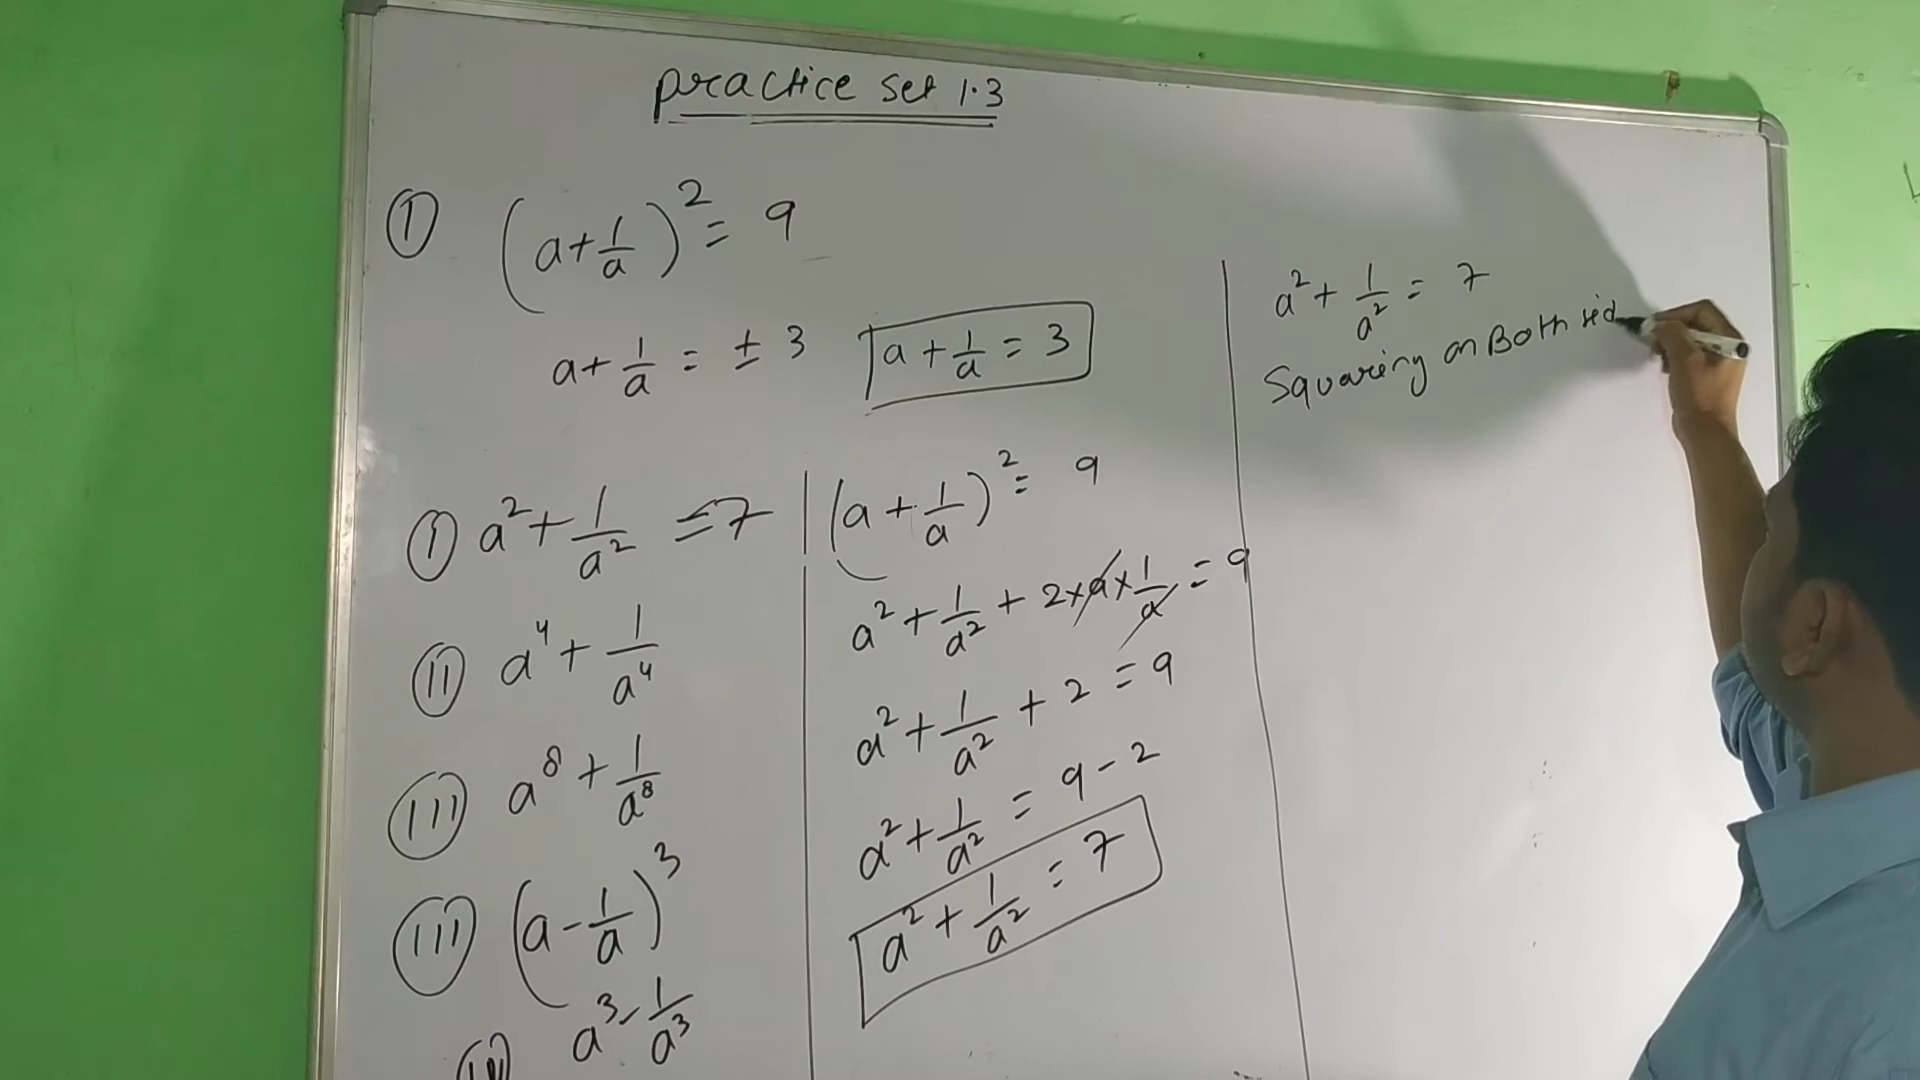 practice set 1.3
① (a+1/a)² = 9
a+1/a = ± 3  a+1/a = 3
① a²+1/a² = 7
② a⁴+1/a⁴
(III) a⁸+1/a⁸
(III) (a-1/a)³
a³-1/a³
(a+1/a)² = 9
a²+1/a²+2×a×1/a = 9
a²+1/a²+2 = 9
a²+1/a² = 9-2
a²+1/a² = 7
a²+1/a² = 7
Squaring on Both sid